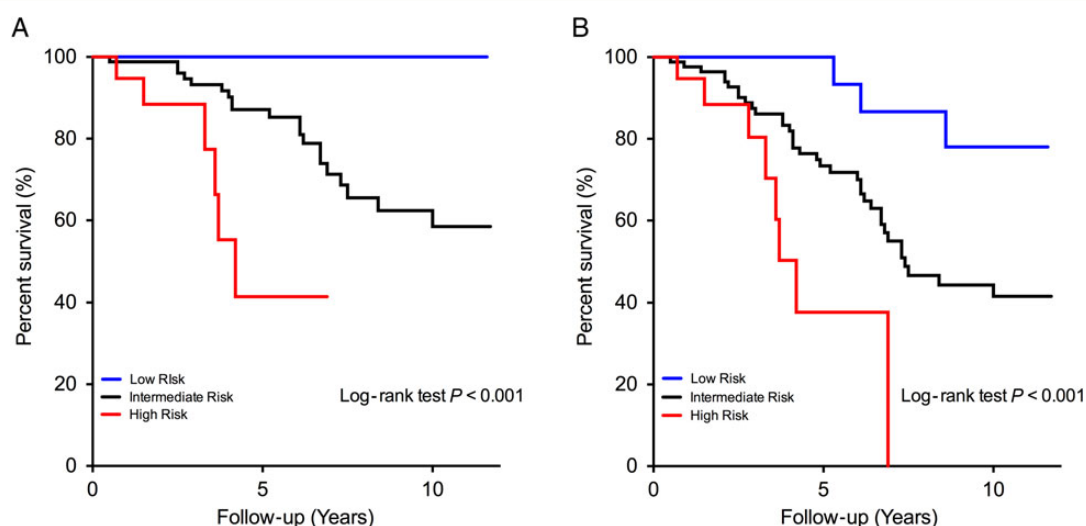 A
100
80
60
40
20
0
Percent survival (%)
Low RIsk
Intermediate Risk
High Risk
Log-rank test P < 0.001
0 5 10
Follow-up (Years)
B
100
80
60
40
20
0
Percent survival (%)
Low Risk
Intermediate Risk
High Risk
Log-rank test P < 0.001
0 5 10
Follow-up (Years)